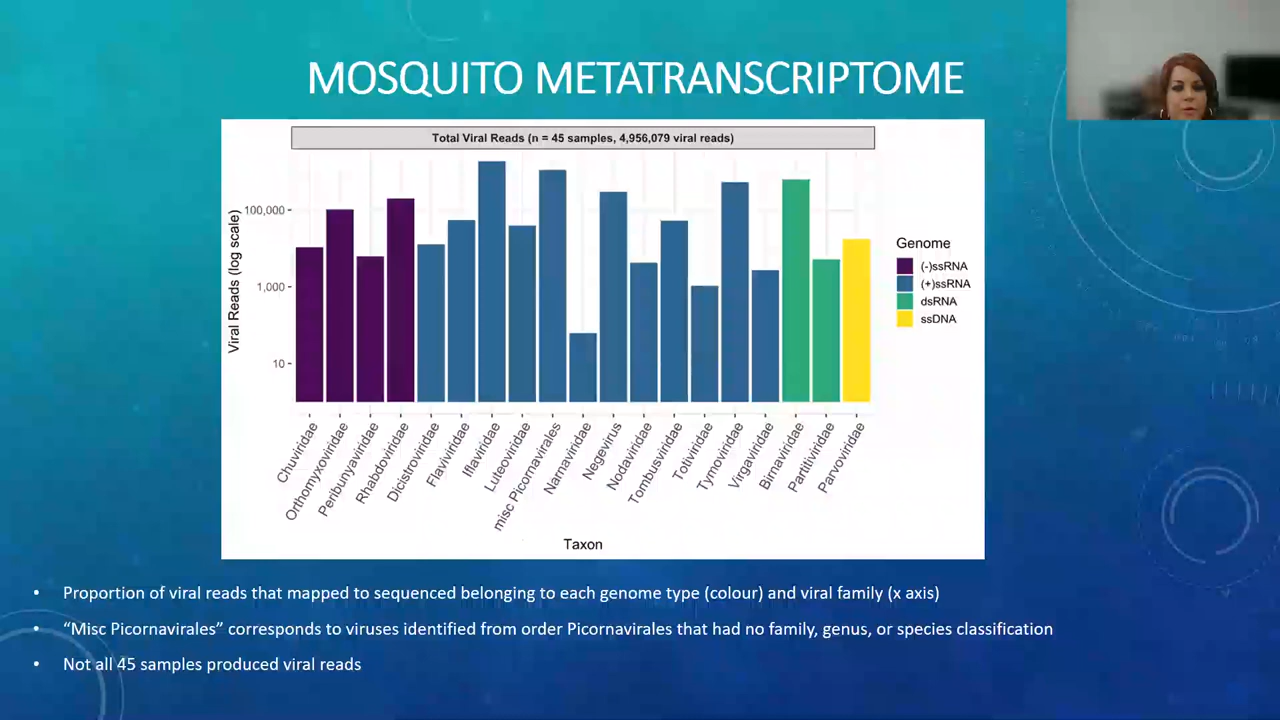 MOSQUITO METATRANSCRIPTOME
Total Viral Reads (n = 45 samples, 4,956,079 viral reads)
Viral Reads (log scale)
100,000
1,000
10
Chuviridae
Orthomyxoviridae
Peribunyaviridae
Rhabdoviridae
Dicistroviridae
Flaviviridae
Iflaviridae
Luteoviridae
misc Picornavirales
Narnaviridae
Negevirus
Nodaviridae
Tombusviridae
Totiviridae
Tymoviridae
Virgaviridae
Birnaviridae
Partitiviridae
Parvoviridae
Taxon
Genome
(-)ssRNA
(+)ssRNA
dsRNA
ssDNA
• Proportion of viral reads that mapped to sequenced belonging to each genome type (colour) and viral family (x axis)
• “Misc Picornavirales” corresponds to viruses identified from order Picornavirales that had no family, genus, or species classification
• Not all 45 samples produced viral reads